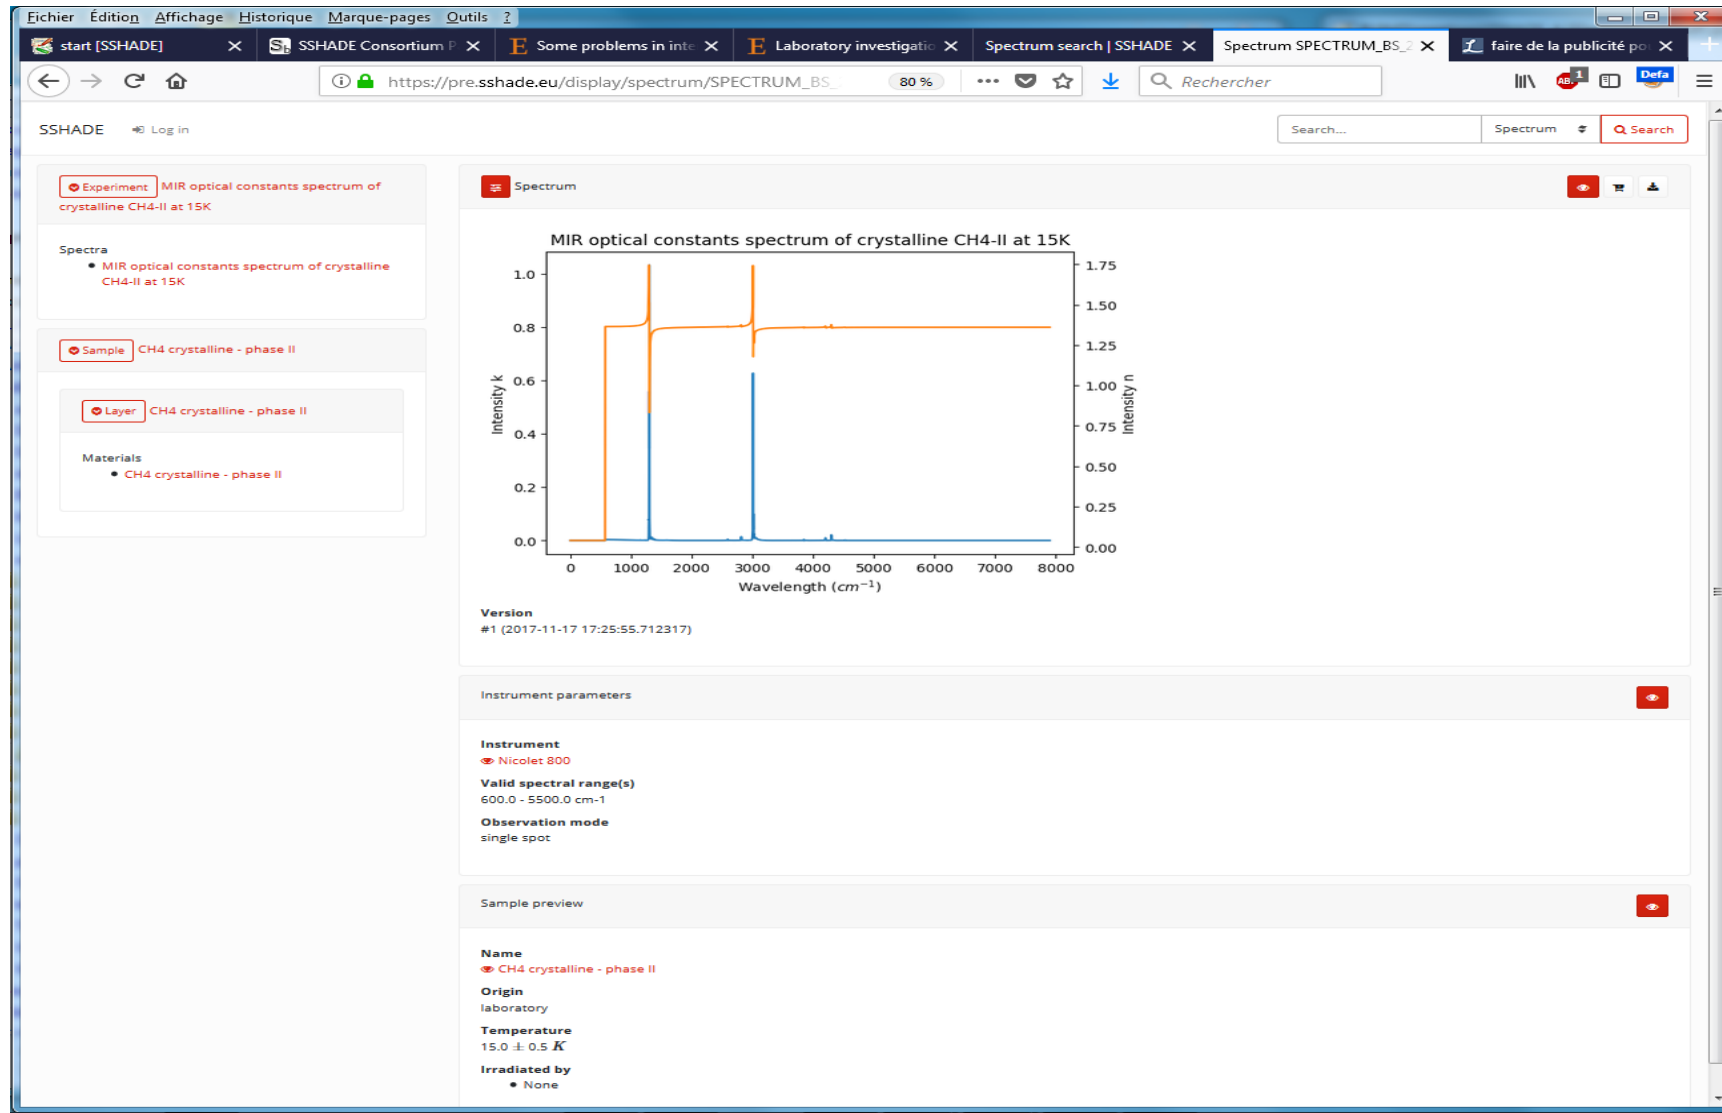 Fichier Édition Affichage Historique Marque-pages Outils ?
start [SSHADE]
SSHADE Consortium P
Some problems in inte
Laboratory investigatio
Spectrum search | SSHADE
Spectrum SPECTRUM_BS_2
faire de la publicité po
https://pre.sshade.eu/display/spectrum/SPECTRUM_BS_
80 %
Rechercher
1
Defa
SSHADE Log in
Search...
Spectrum
Search
Experiment MIR optical constants spectrum of
crystalline CH4-II at 15K
Spectra
MIR optical constants spectrum of crystalline
CH4-II at 15K
Sample CH4 crystalline - phase II
Layer CH4 crystalline - phase II
Materials
CH4 crystalline - phase II
Spectrum
MIR optical constants spectrum of crystalline CH4-II at 15K
1.0
0.8
0.6
0.4
0.2
0.0
Intensity k
1.75
1.50
1.25
1.00
0.75
0.50
0.25
0.00
Intensity n
0 1000 2000 3000 4000 5000 6000 7000 8000
Wavelength (cm⁻¹)
Version
#1 (2017-11-17 17:25:55.712317)
Instrument parameters
Instrument
Nicolet 800
Valid spectral range(s)
600.0 - 5500.0 cm-1
Observation mode
single spot
Sample preview
Name
CH4 crystalline - phase II
Origin
laboratory
Temperature
15.0 ± 0.5 K
Irradiated by
None